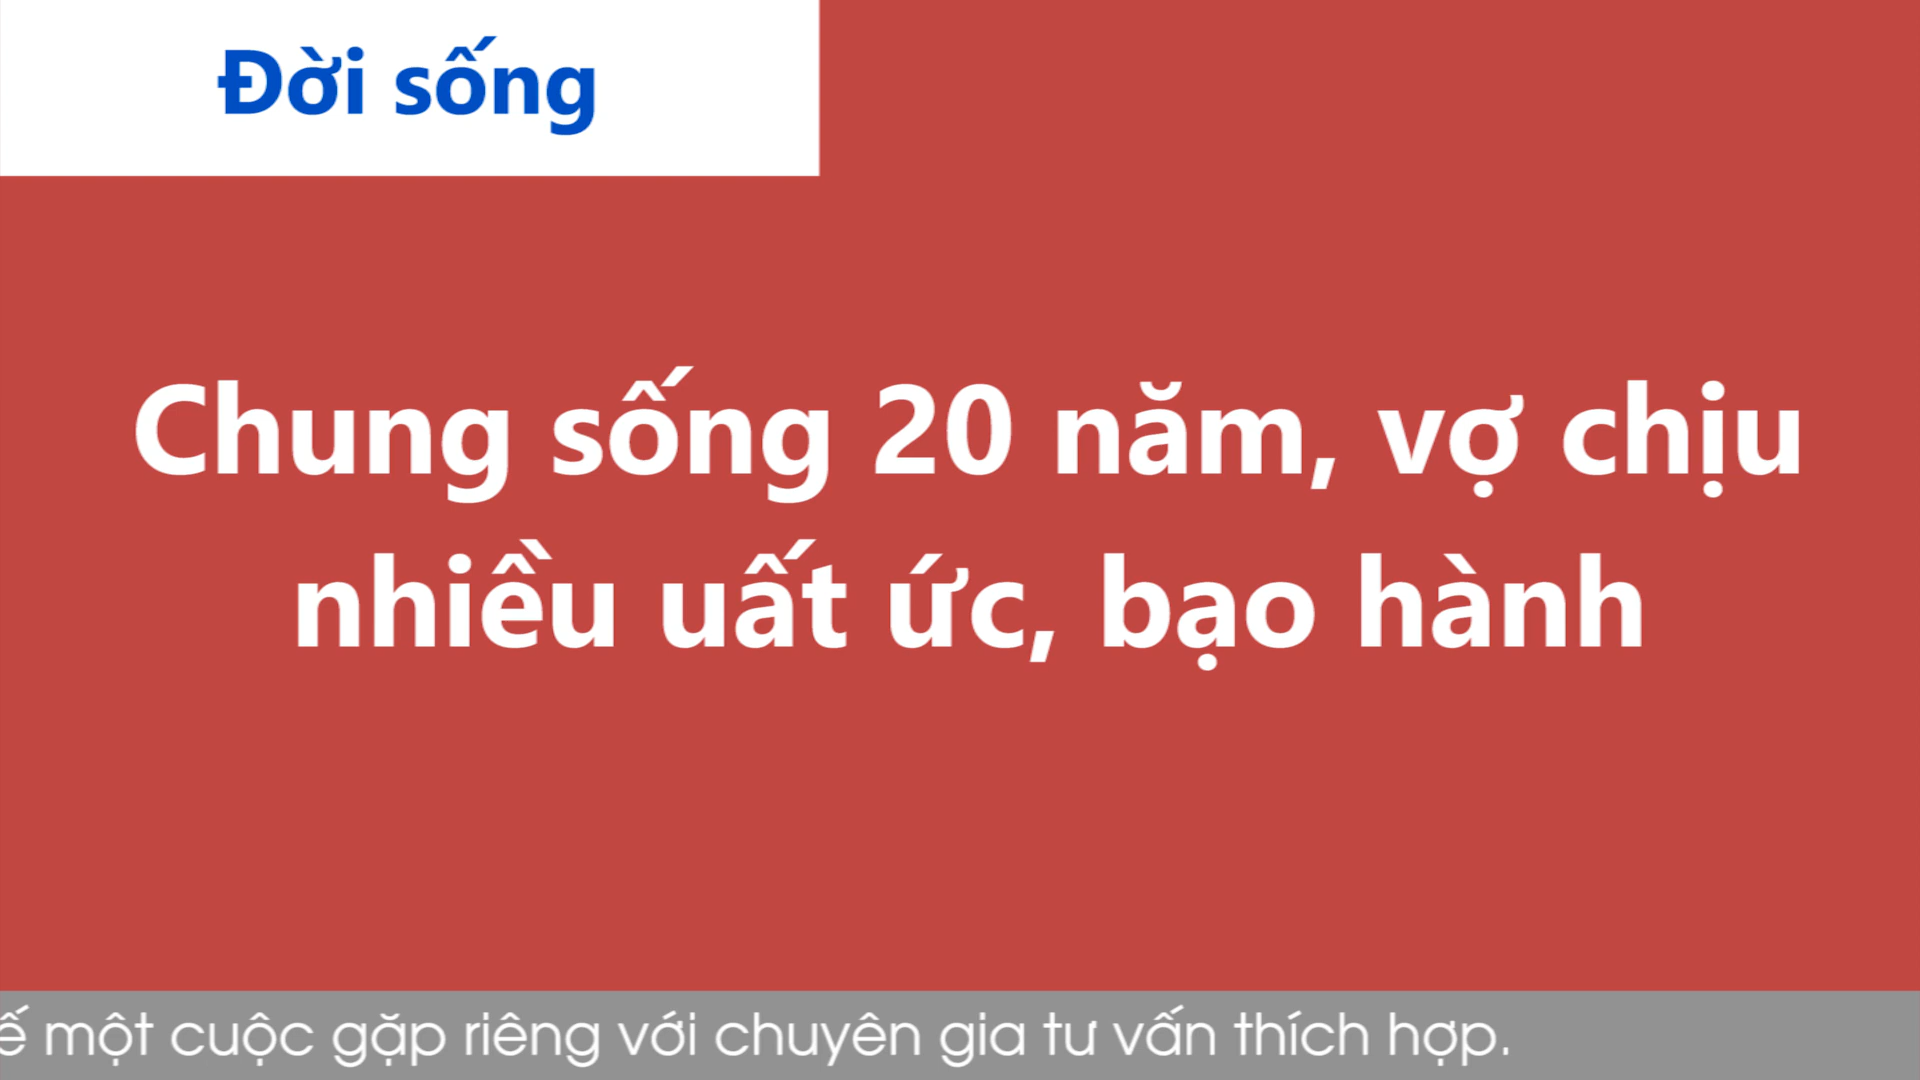 Đời sống
Chung sống 20 năm, vợ chịu
nhiều uất ức, bạo hành
một cuộc gặp riêng với chuyên gia tư vấn thích hợp.